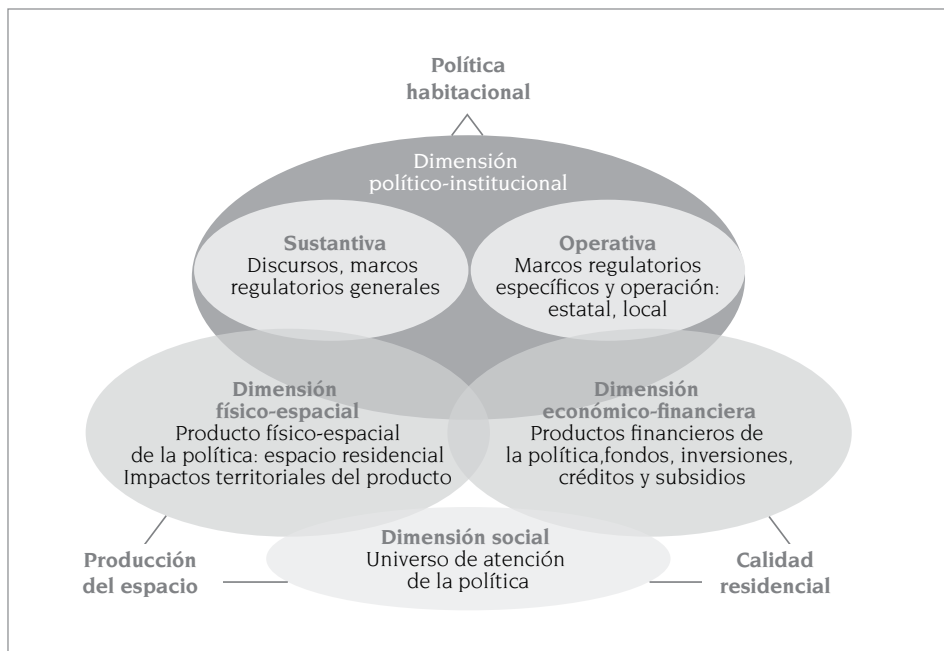 Política
habitacional
Dimensión
político-institucional
Sustantiva
Discursos, marcos
regulatorios generales
Operativa
Marcos regulatorios
específicos y operación:
estatal, local
Dimensión
físico-espacial
Producto físico-espacial
de la política: espacio residencial
Impactos territoriales del producto
Dimensión
económico-financiera
Productos financieros de
la política,fondos, inversiones,
créditos y subsidios
Dimensión social
Universo de atención
de la política
Producción
del espacio
Calidad
residencial